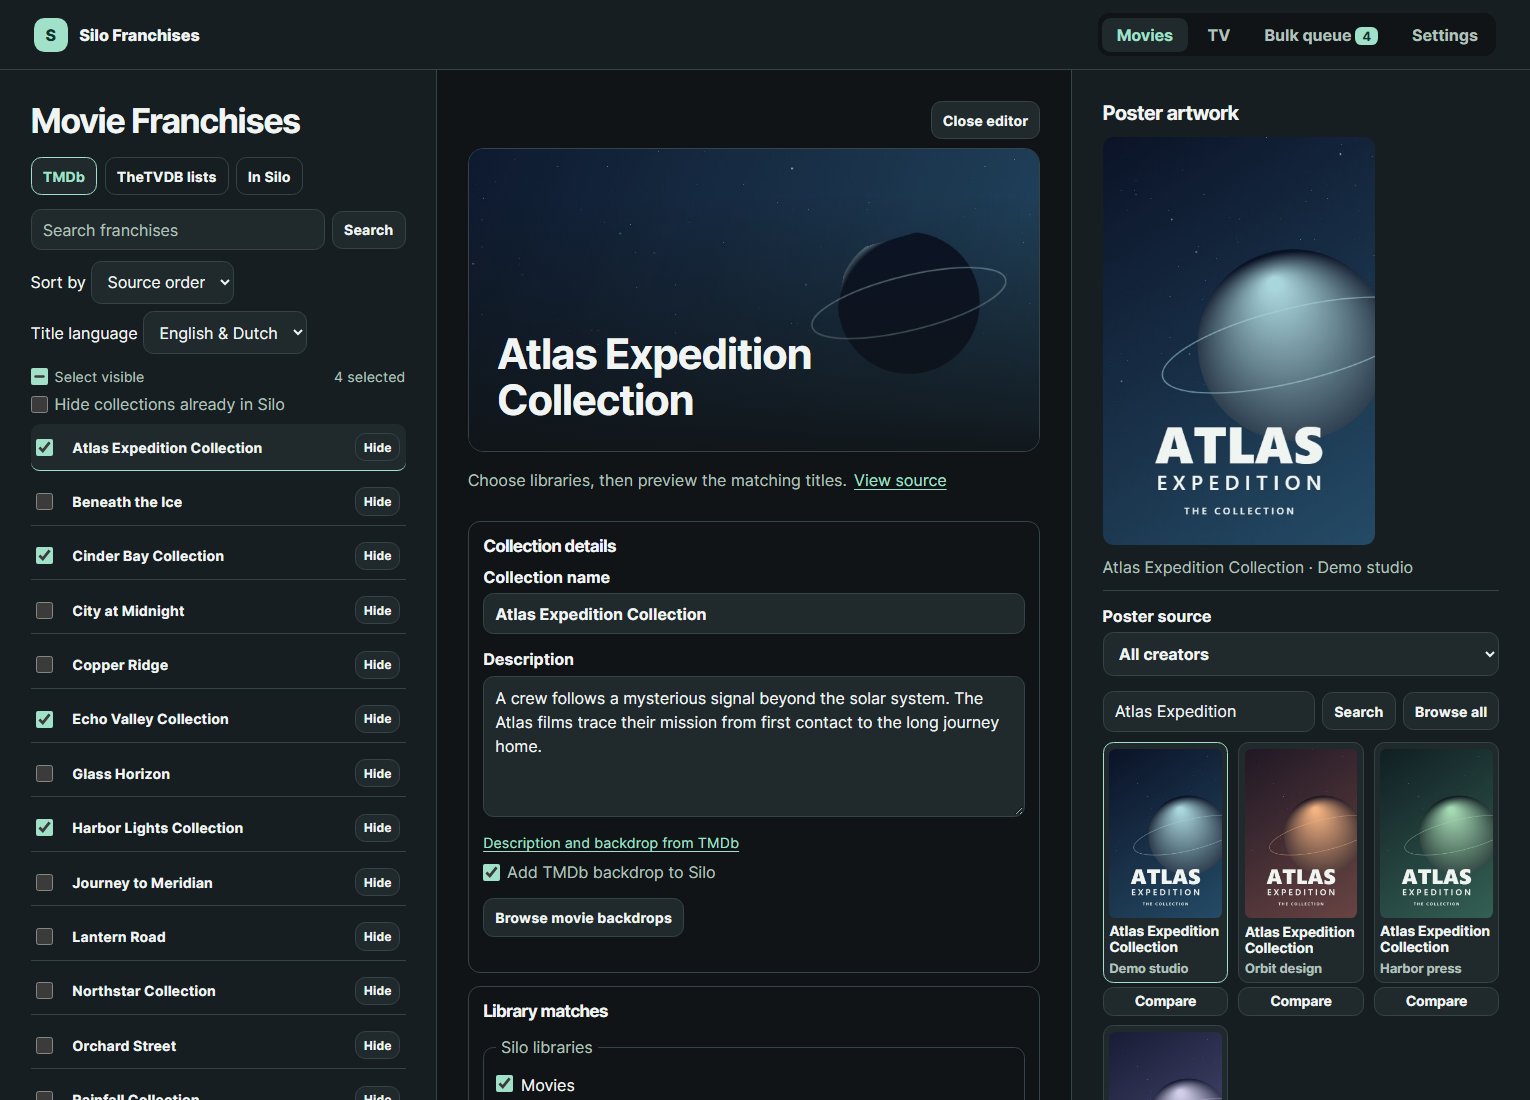 S Silo Franchises
Movies TV Bulk queue 4 Settings
Movie Franchises
TMDb TheTVDB lists In Silo
Search franchises Search
Sort by Source order
Title language English & Dutch
Select visible 4 selected
Hide collections already in Silo
Atlas Expedition Collection Hide
Beneath the Ice Hide
Cinder Bay Collection Hide
City at Midnight Hide
Copper Ridge Hide
Echo Valley Collection Hide
Glass Horizon Hide
Harbor Lights Collection Hide
Journey to Meridian Hide
Lantern Road Hide
Northstar Collection Hide
Orchard Street Hide
Rainfall Collection Hide
Close editor
Atlas Expedition
Collection
Choose libraries, then preview the matching titles. View source
Collection details
Collection name
Atlas Expedition Collection
Description
A crew follows a mysterious signal beyond the solar system. The
Atlas films trace their mission from first contact to the long journey
home.
Description and backdrop from TMDb
Add TMDb backdrop to Silo
Browse movie backdrops
Library matches
Silo libraries
Movies
Poster artwork
ATLAS
EXPEDITION
THE COLLECTION
Atlas Expedition Collection · Demo studio
Poster source
All creators
Atlas Expedition Search Browse all
ATLAS
EXPEDITION
THE COLLECTION
Atlas Expedition
Collection
Demo studio
Compare
ATLAS
EXPEDITION
THE COLLECTION
Atlas Expedition
Collection
Orbit design
Compare
ATLAS
EXPEDITION
THE COLLECTION
Atlas Expedition
Collection
Harbor press
Compare